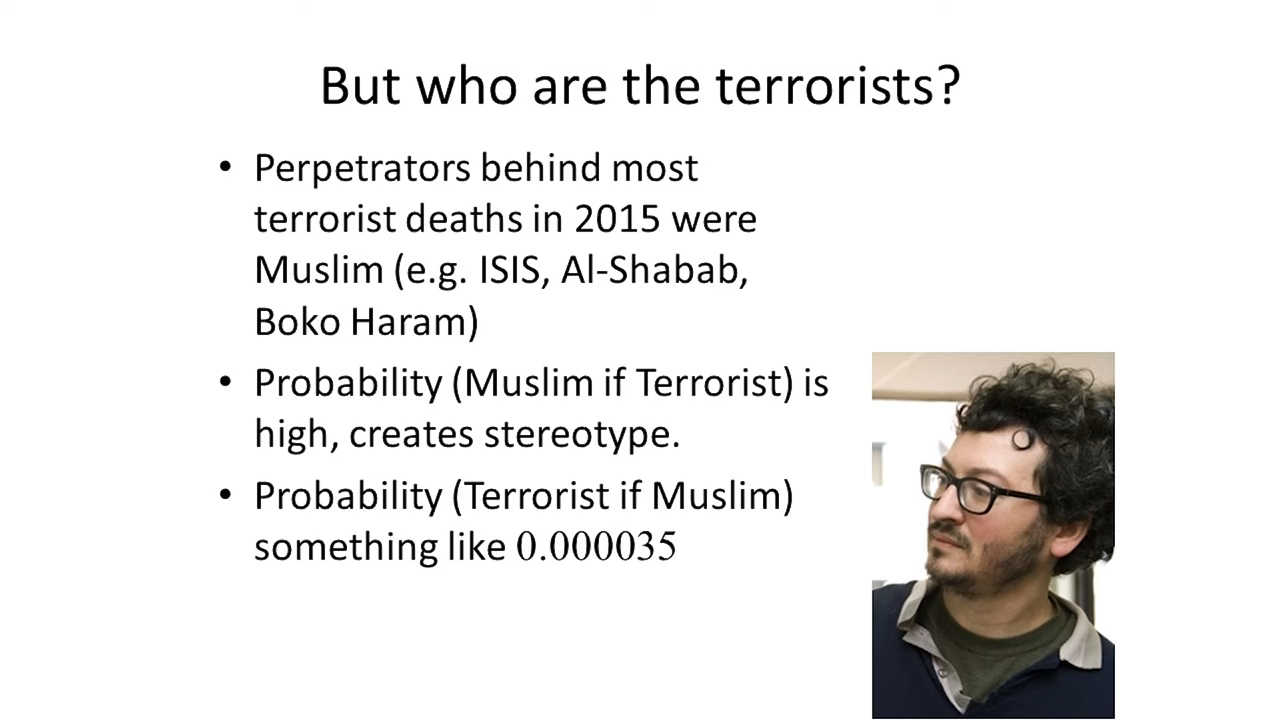 But who are the terrorists?
• Perpetrators behind most
terrorist deaths in 2015 were
Muslim (e.g. ISIS, Al-Shabab,
Boko Haram)
• Probability (Muslim if Terrorist) is
high, creates stereotype.
• Probability (Terrorist if Muslim)
something like 0.000035